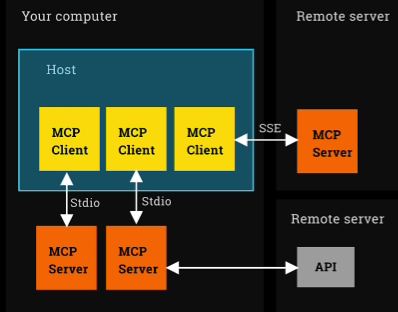 Your computer
Remote server
Host
MCP
Client
MCP
Client
MCP
Client
SSE
MCP
Server
Stdio
Stdio
Remote server
MCP
Server
MCP
Server
API